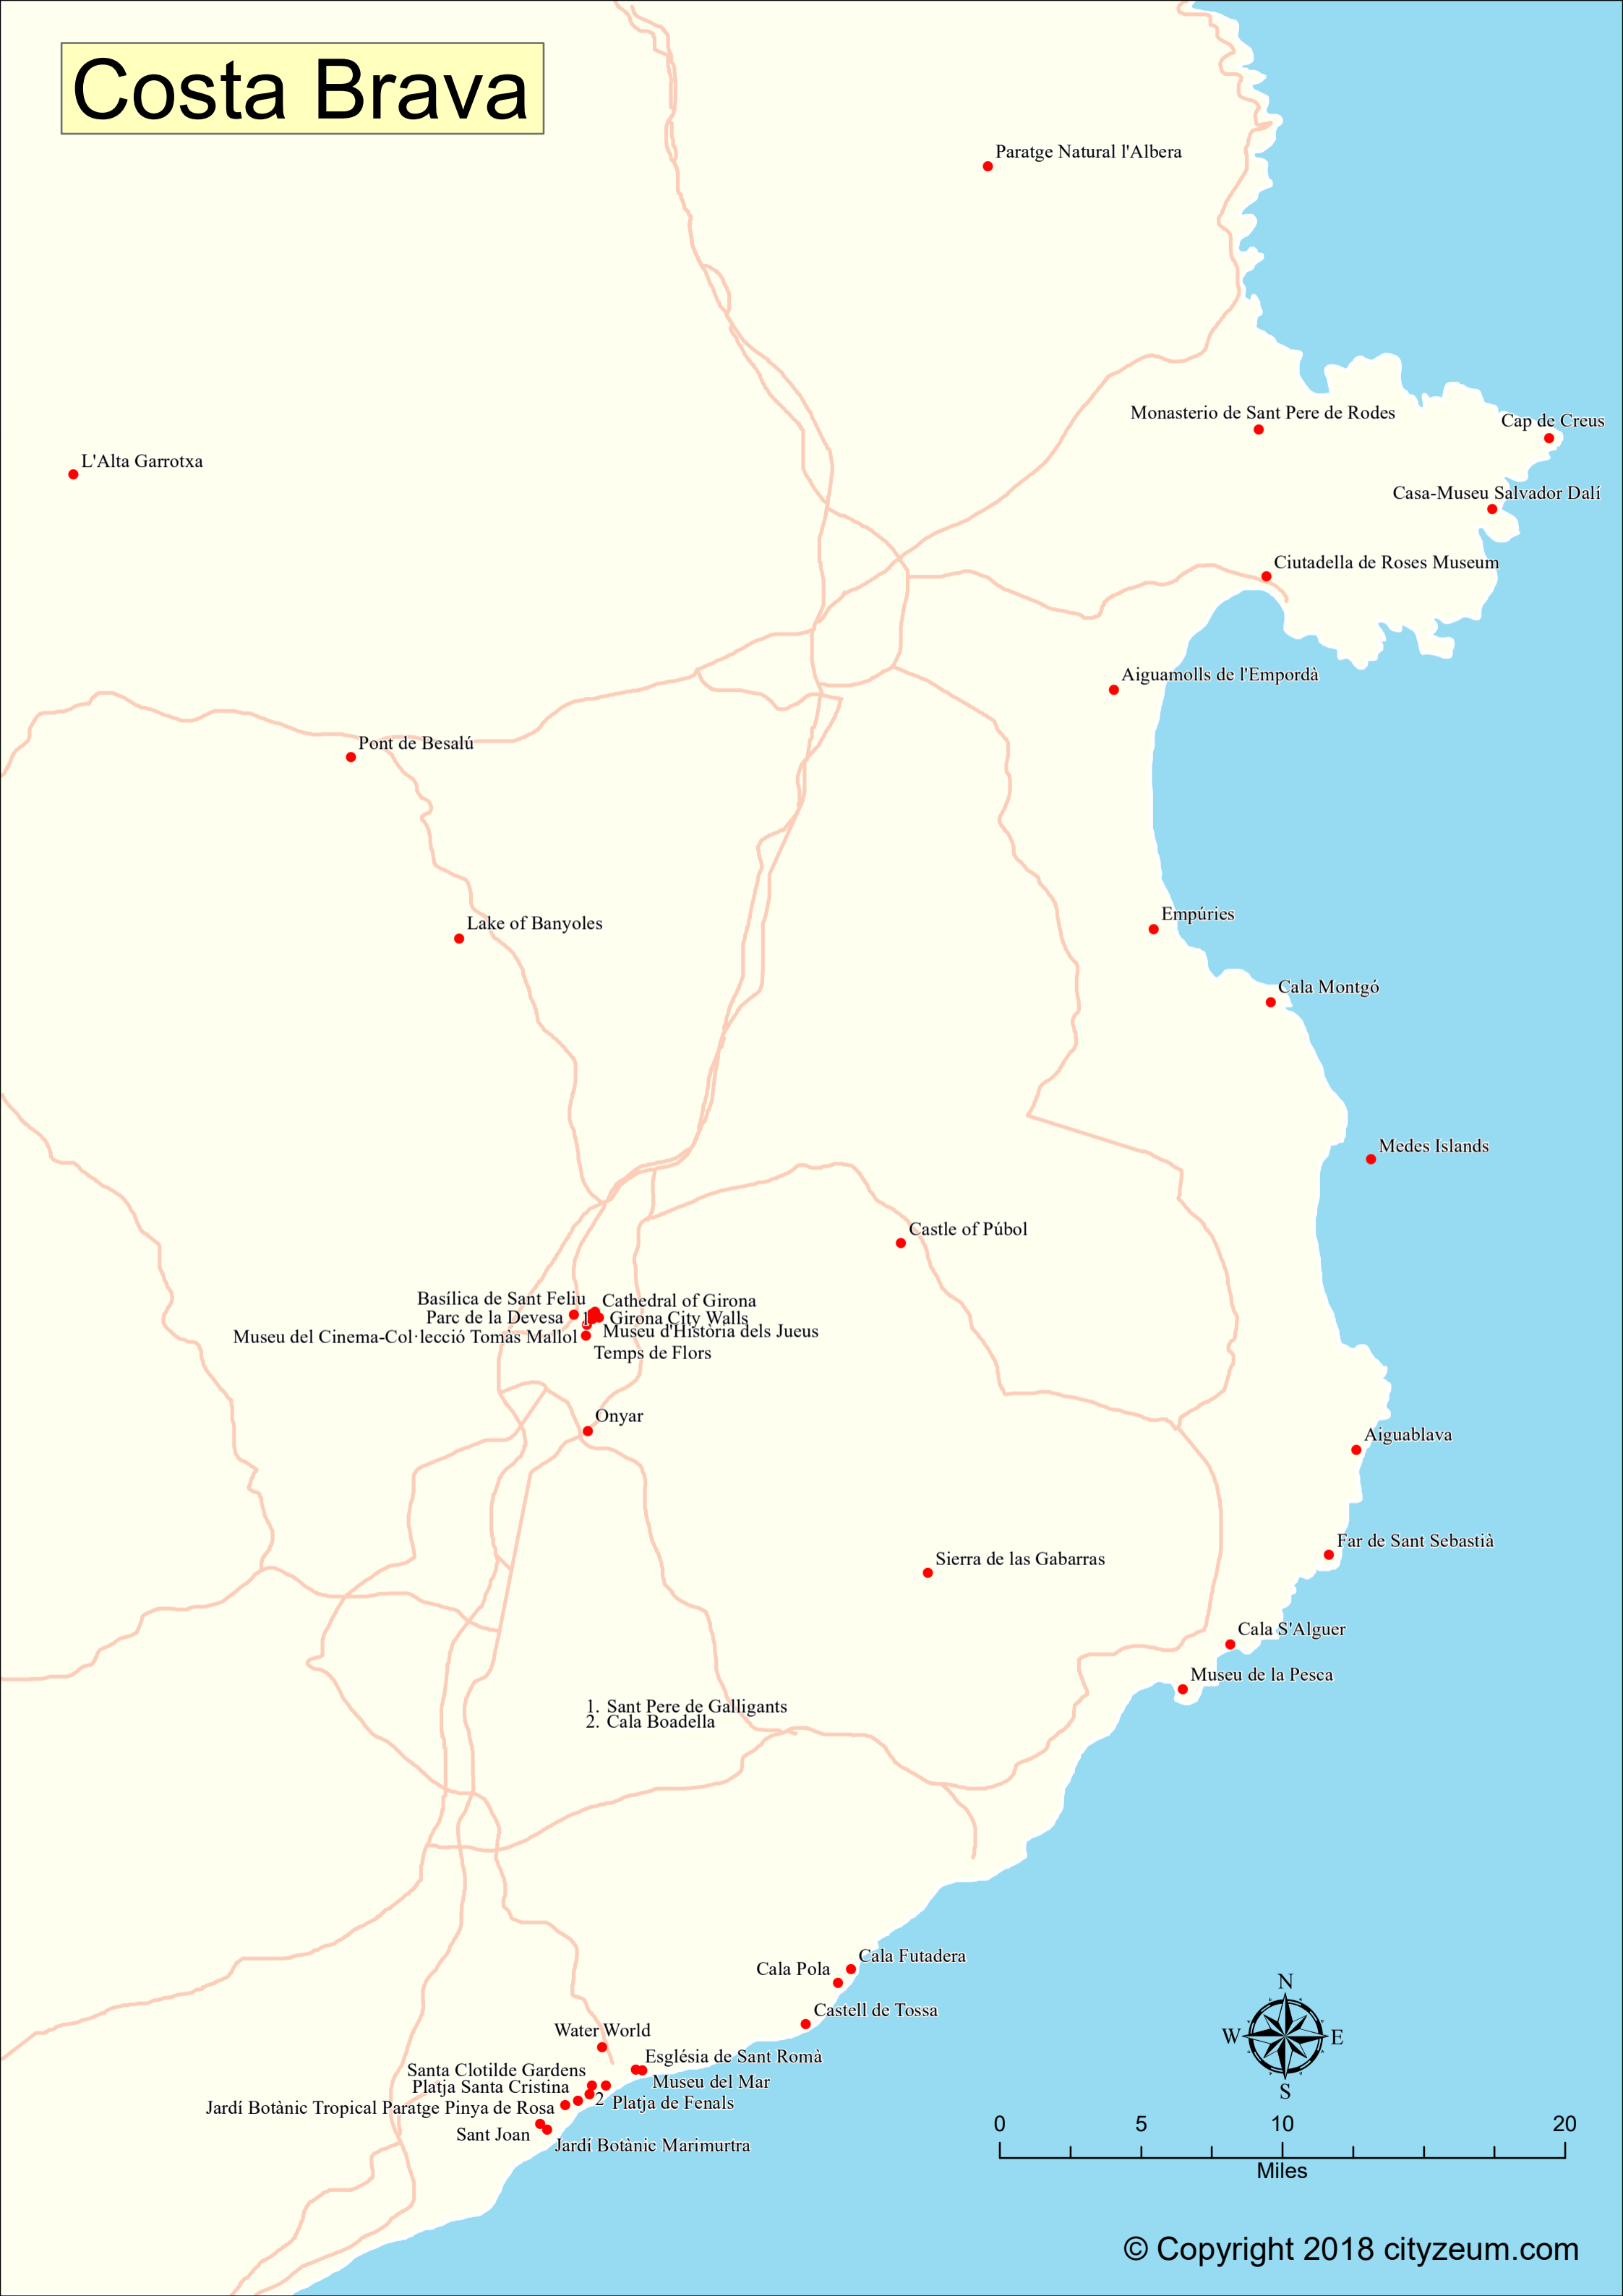 Costa Brava
Paratge Natural l'Albera
Monasterio de Sant Pere de Rodes
Cap de Creus
L'Alta Garrotxa
Casa-Museu Salvador Dalí
Ciutadella de Roses Museum
Aiguamolls de l'Empordà
Pont de Besalú
Empúries
Lake of Banyoles
Cala Montgó
Medes Islands
Castle of Púbol
Basílica de Sant Feliu
Cathedral of Girona
Parc de la Devesa
1
Girona City Walls
Museu d'Història dels Jueus
Museu del Cinema-Col·lecció Tomàs Mallol
Temps de Flors
Onyar
Aiguablava
Far de Sant Sebastià
Sierra de las Gabarras
Cala S'Alguer
Museu de la Pesca
1. Sant Pere de Galligants
2. Cala Boadella
Cala Futadera
Cala Pola
Castell de Tossa
Water World
Església de Sant Romà
Santa Clotilde Gardens
Museu del Mar
Platja Santa Cristina
2
Platja de Fenals
Jardí Botànic Tropical Paratge Pinya de Rosa
Sant Joan
Jardí Botànic Marimurtra
N
W E
S
0 5 10 20
Miles
© Copyright 2018 cityzeum.com